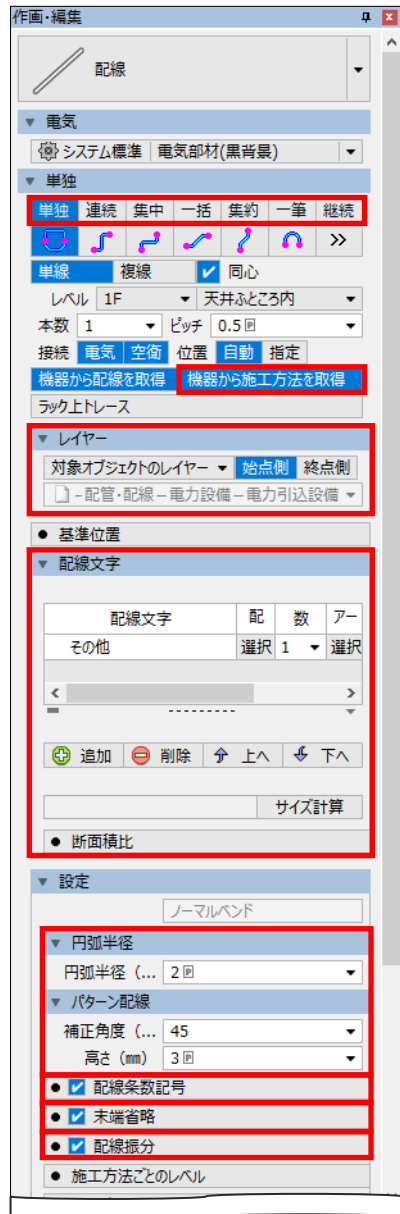 作画・編集
配線
電気
システム標準 電気部材(黒背景)
単独
単独 連続 集中 一括 集約 一筆 継続
単線 複線 同心
レベル 1F 天井ふところ内
本数 1 ピッチ 0.5 P
接続 電気 空衛 位置 自動 指定
機器から配線を取得 機器から施工方法を取得
ラック上トレース
レイヤー
対象オブジェクトのレイヤー 始点側 終点側
-配管・配線-電力設備-電力引込設備
基準位置
配線文字
配線文字 配 数 アー
その他 選択 1 選択
追加 削除 上へ 下へ
サイズ計算
断面積比
設定
ノーマルベンド
円弧半径
円弧半径 (... 2 P
パターン配線
補正角度 (... 45
高さ (mm) 3 P
配線条数記号
末端省略
配線振分
施工方法ごとのレベル